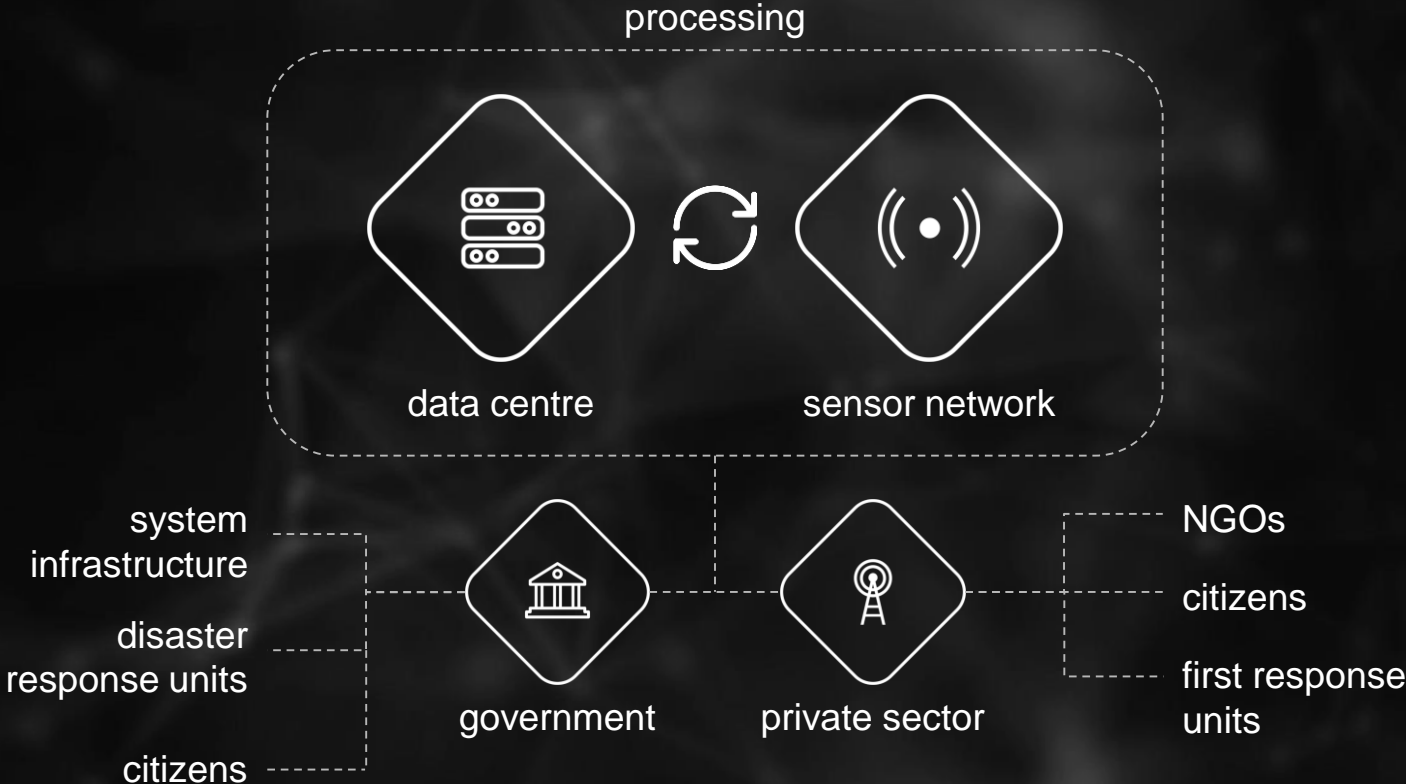 processing
data centre
sensor network
system
infrastructure
disaster
response units
citizens
government
private sector
NGOs
citizens
first response
units